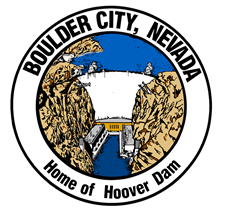 BOULDER CITY, NEVADA
Home of Hoover Dam